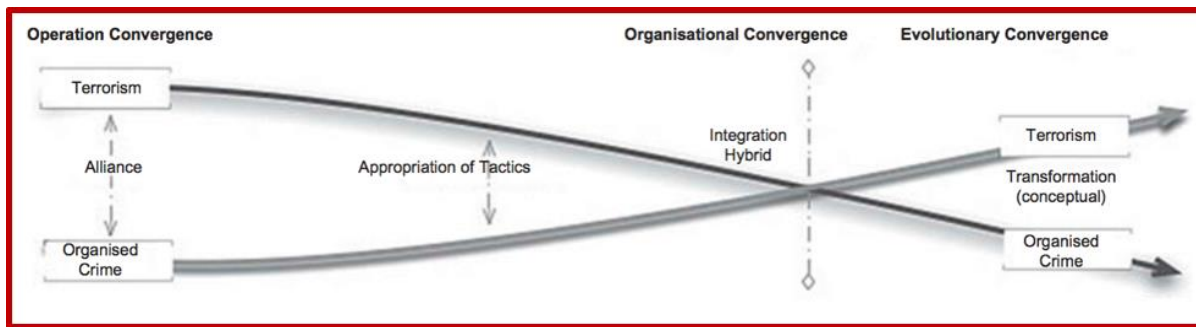 Operation Convergence
Organisational Convergence
Evolutionary Convergence
Terrorism
Alliance
Organised
Crime
Appropriation of Tactics
Integration
Hybrid
Terrorism
Transformation
(conceptual)
Organised
Crime